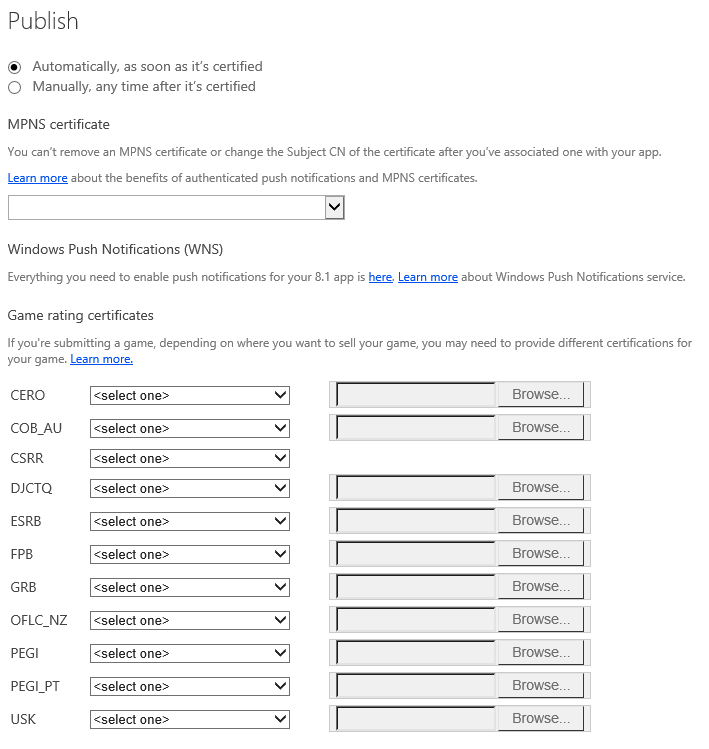 Publish
Automatically, as soon as it's certified
Manually, any time after it's certified
MPNS certificate
You can't remove an MPNS certificate or change the Subject CN of the certificate after you've associated one with your app.
Learn more about the benefits of authenticated push notifications and MPNS certificates.
Windows Push Notifications (WNS)
Everything you need to enable push notifications for your 8.1 app is here. Learn more about Windows Push Notifications service.
Game rating certificates
If you're submitting a game, depending on where you want to sell your game, you may need to provide different certifications for
your game. Learn more.
CERO <select one> Browse...
COB_AU <select one> Browse...
CSRR <select one>
DJCTQ <select one> Browse...
ESRB <select one> Browse...
FPB <select one> Browse...
GRB <select one> Browse...
OFLC_NZ <select one> Browse...
PEGI <select one> Browse...
PEGI_PT <select one> Browse...
USK <select one> Browse...